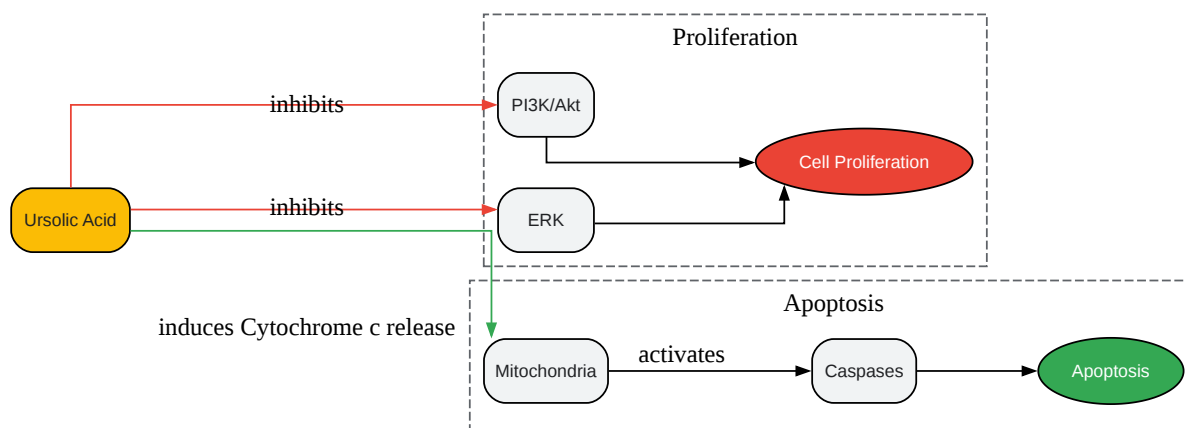 Proliferation
inhibits
PI3K/Akt
Cell Proliferation
Ursolic Acid
inhibits
ERK
Apoptosis
induces Cytochrome c release
activates
Mitochondria
Caspases
Apoptosis